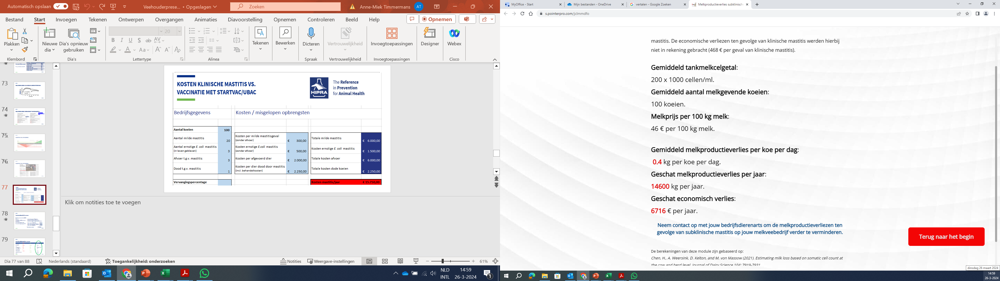 Automatisch opslaan
Veehouderprese... • Opgeslagen
Zoeken
Anne-Miek Timmermans
AT
Bestand Start Invoegen Tekenen Ontwerpen Overgangen Animaties Diavoorstelling Opnemen Controleren Beeld Help
Opnemen
Plakken
Nieuwe dia
Dia's opnieuw gebruiken
20
Tekenen
Bewerken
Dicteren
Vertrouwelijkheid
Invoegtoepassingen
Designer
Webex
Klembord
Dia's
Lettertype
Alinea
Spraak
Vertrouwelijkheid
Invoegtoepassingen
Cisco
73
74
75
76
77
78
79
KOSTEN KLINISCHE MASTITIS VS.
VACCINATIE MET STARTVAC/UBAC
HIPRA
The Reference
in Prevention
for Animal Health
Bedrijfsgegevens
Kosten / misgelopen opbrengsten
Aantal koeien 100
Aantal milde mastitis 20
Kosten per milde mastitisgeval (zonder afvoer) € 300,00
Totale milde mastitis € 6.000,00
Aantal ernstige E. coli mastitis (in leven gebleven) 3
Kosten ernstige E.coli mastitis (zonder afvoer) € 500,00
Kosten ernstige E. coli mastitis € 1.500,00
Afvoer t.g.v. mastitis 3
Kosten per afgevoerd dier € 2.000,00
Totale kosten afvoer € 6.000,00
Dood t.g.v. mastitis 1
Kosten per dier dood door mastitis (incl. behandelkosten) € 2.250,00
Totale kosten dode koeien € 2.250,00
Vervangingspercentage
Kosten mastitis/jaar € 15.750,00
Klik om notities toe te voegen
Dia 77 van 88
Nederlands (standaard)
Toegankelijkheid: onderzoeken
Notities
Weergave-instellingen
61%
NLD
INTL
14:59
26-3-2024
1
MyOffice - Start
Mijn bestanden - OneDrive
vertalen - Google Zoeken
Melkproductieverlies subklinisch
s.pointerpro.com/jclmmdfo
mastitis. De economische verliezen ten gevolge van klinische mastitis werden hierbij
niet in rekening gebracht (468 € per geval van klinische mastitis).
Gemiddeld tankmelkcelgetal:
200 x 1000 cellen/ml.
Gemiddeld aantal melkgevende koeien:
100 koeien.
Melkprijs per 100 kg melk:
46 € per 100 kg melk.
Gemiddeld melkproductieverlies per koe per dag:
0.4 kg per koe per dag.
Geschat melkproductieverlies per jaar:
14600 kg per jaar.
Geschat economisch verlies:
6716 € per jaar.
Neem contact op met jouw bedrijfsdierenarts om de melkproductieverliezen ten
gevolge van subklinische mastitis op jouw melkveebedrijf verder te verminderen.
Terug naar het begin
De berekeningen van deze module zijn gebaseerd op:
Chen, H., A. Weersink, D. Kelton, and M. von Massow (2021). Estimating milk loss based on somatic cell count at
the cow and herd level. Journal of Dairy Science 104: 7919-7931
dinsdag 26 maart 2024
14:59
26-3-2024